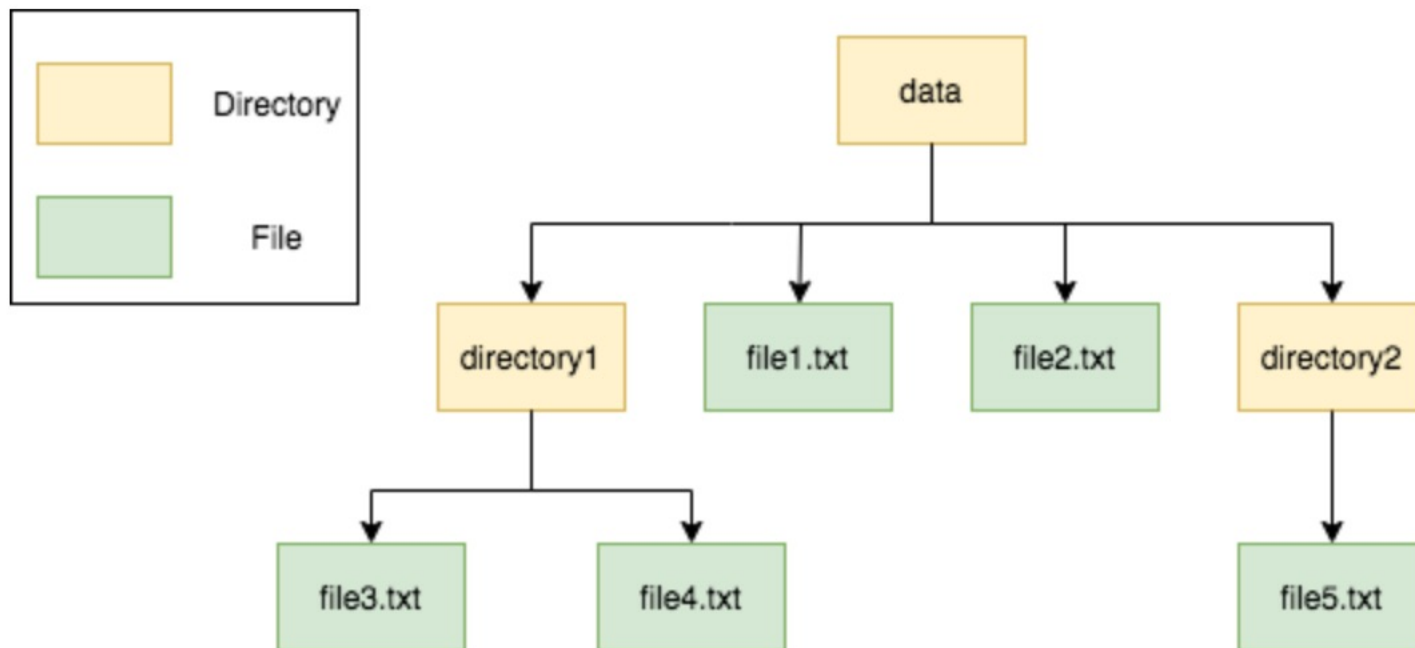 Directory
File
data
directory1
file1.txt
file2.txt
directory2
file3.txt
file4.txt
file5.txt